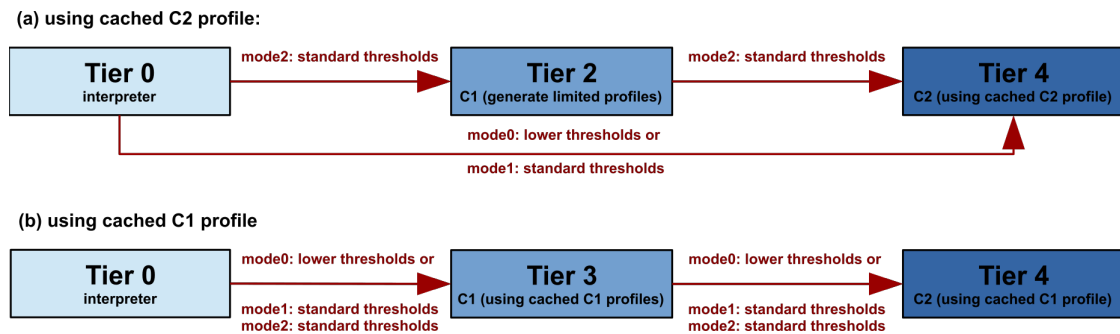 (a) using cached C2 profile:
Tier 0
interpreter
mode2: standard thresholds
Tier 2
C1 (generate limited profiles)
mode2: standard thresholds
Tier 4
C2 (using cached C2 profile)
mode0: lower thresholds or
mode1: standard thresholds
(b) using cached C1 profile
Tier 0
interpreter
mode0: lower thresholds or
mode1: standard thresholds
mode2: standard thresholds
Tier 3
C1 (using cached C1 profiles)
mode0: lower thresholds or
mode1: standard thresholds
mode2: standard thresholds
Tier 4
C2 (using cached C1 profile)